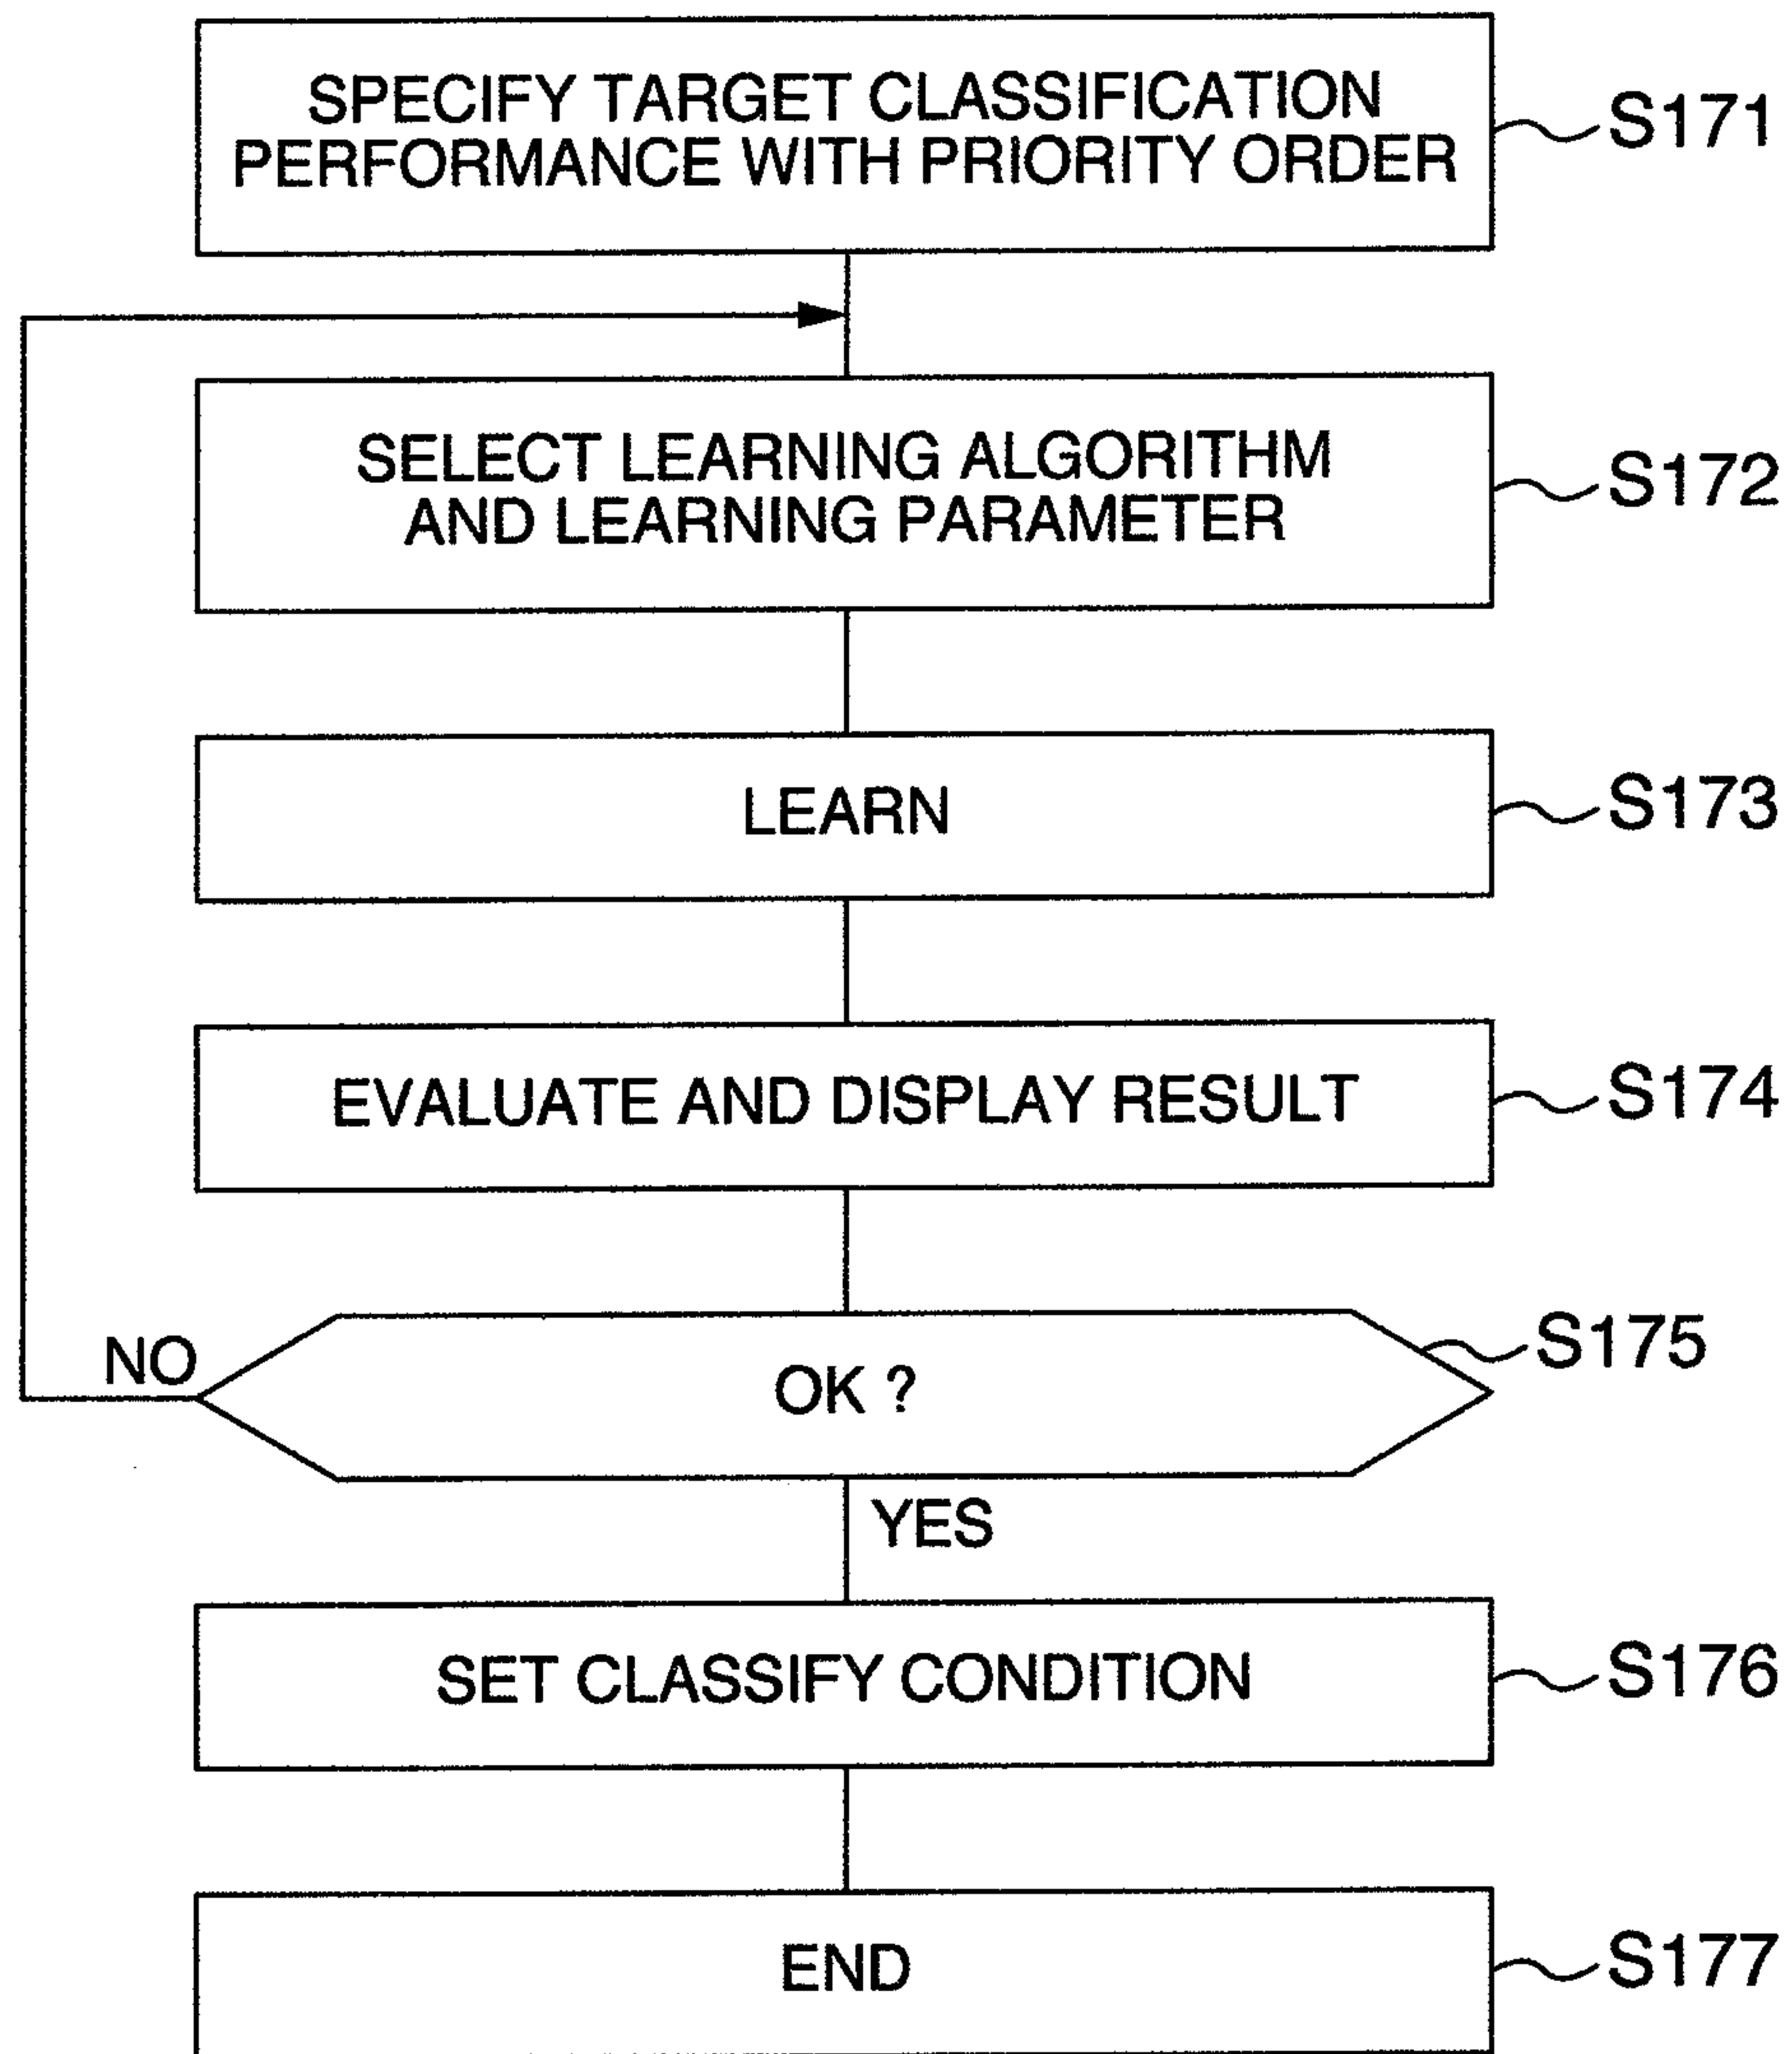 SPECIFY TARGET CLASSIFICATION
PERFORMANCE WITH PRIORITY ORDER
S171
SELECT LEARNING ALGORITHM
AND LEARNING PARAMETER
S172
LEARN
S173
EVALUATE AND DISPLAY RESULT
S174
NO
OK ?
S175
YES
SET CLASSIFY CONDITION
S176
END
S177